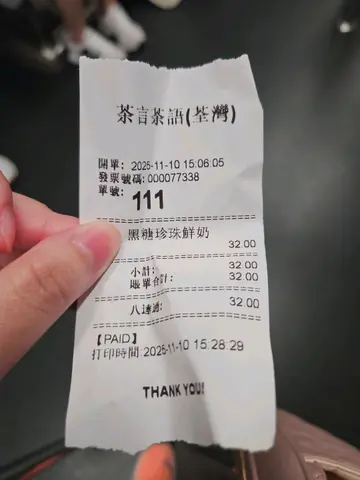 茶言茶語(荃灣)
開單: 2025-11-10 15:06:05
發票號碼: 000077338
單號: 111
黑糖珍珠鮮奶
32.00
小計: 32.00
賬單合計: 32.00
八達通: 32.00
【PAID】
打印時間: 2025-11-10 15:28:29
THANK YOU!